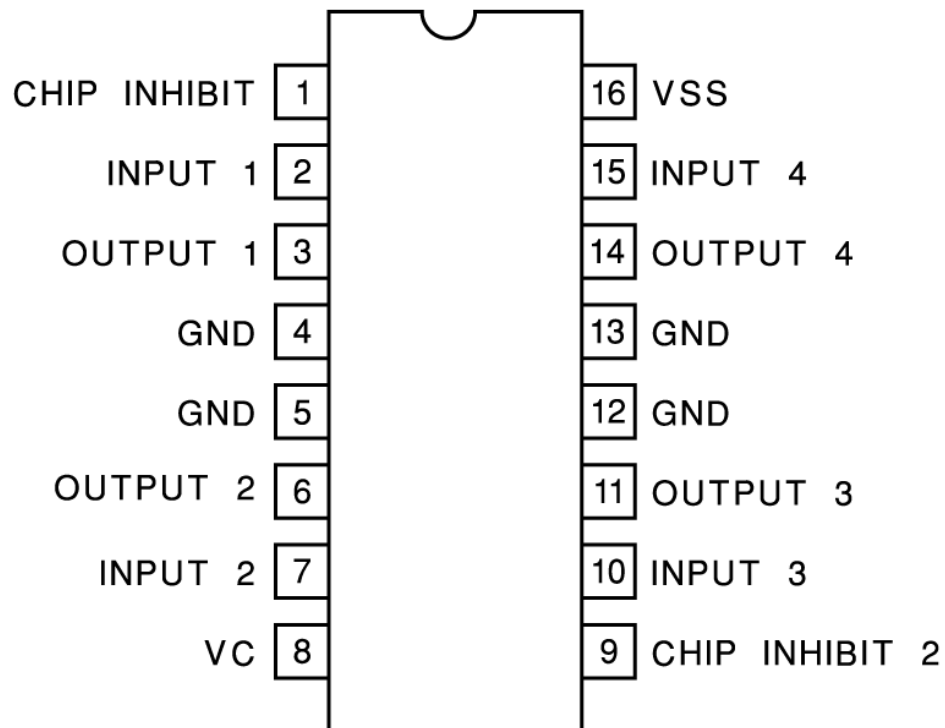 CHIP INHIBIT 1
16 VSS
INPUT 1 2
15 INPUT 4
OUTPUT 1 3
14 OUTPUT 4
GND 4
13 GND
GND 5
12 GND
OUTPUT 2 6
11 OUTPUT 3
INPUT 2 7
10 INPUT 3
VC 8
9 CHIP INHIBIT 2